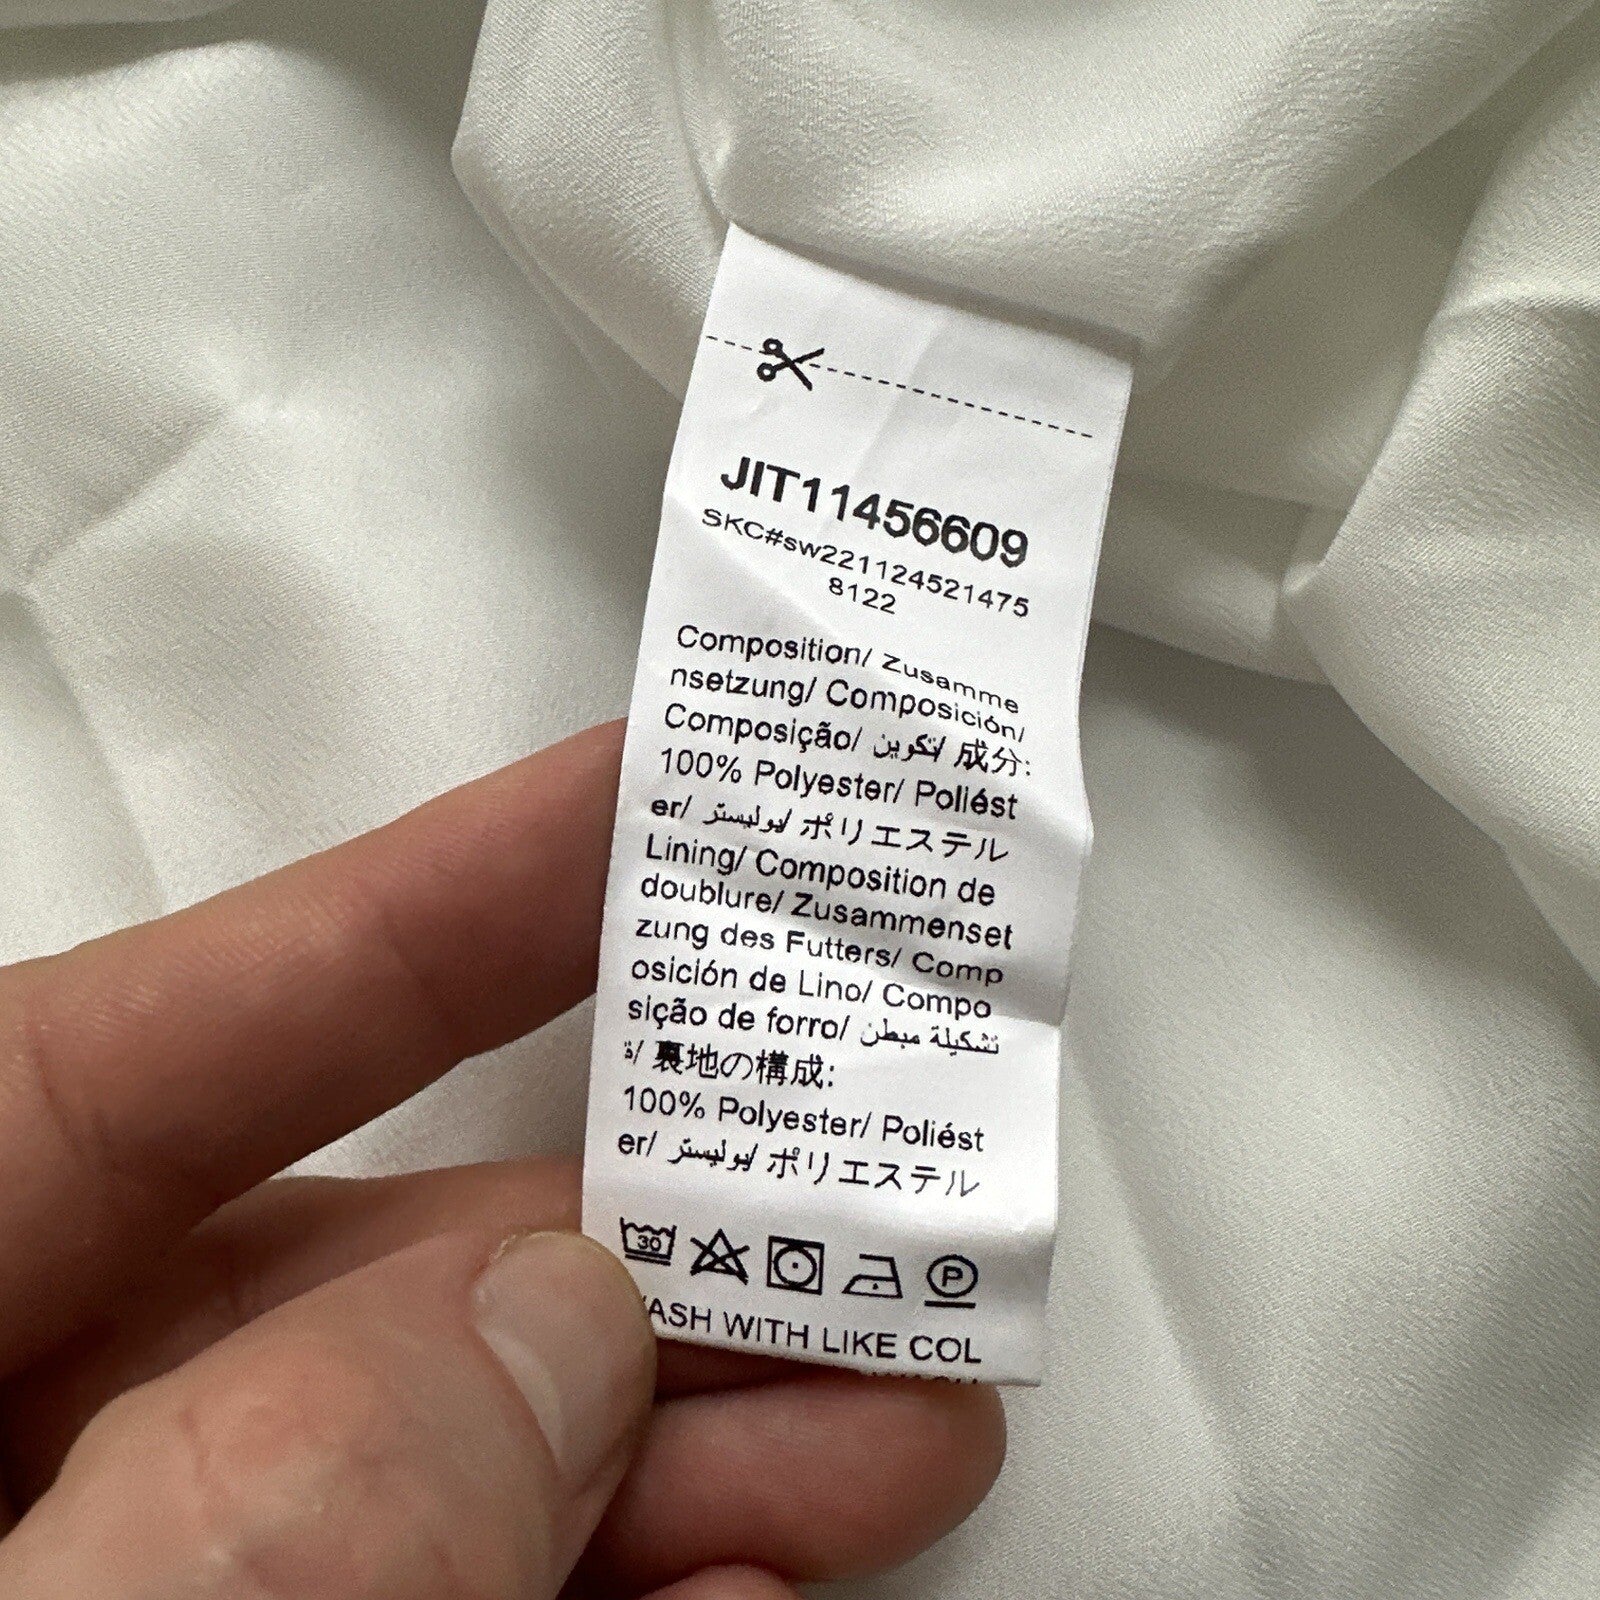 JIT11456609
SKC#sw221124521475
8122
Composition/ Zusamme
nsetzung/ Composición/
Composição/ تكوين/ 成分:
100% Polyester/ Poliést
er/ بوليستر/ ポリエステル
Lining/ Composition de
doublure/ Zusammenset
zung des Futters/ Comp
osición de Lino/ Compo
sição de forro/ تشكيلة مبطن
ة/ 裏地の構成:
100% Polyester/ Poliést
er/ بوليستر/ ポリエステル
30 P
WITH LIKE COL